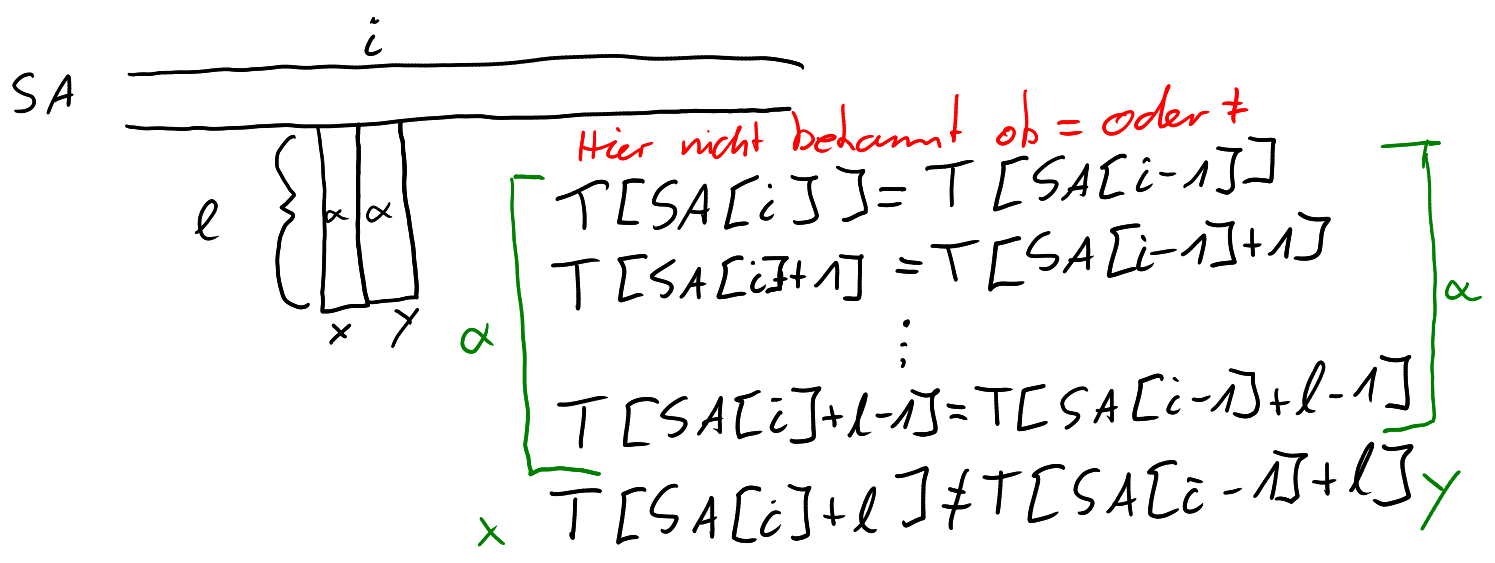 i
SA
Hier nicht bekannt ob = oder ≠
T[SA[i]] = T[SA[i-1]]
l { α α
T[SA[i]+1] = T[SA[i-1]+1]
α
x y
α
⋮
T[SA[i]+l-1] = T[SA[i-1]+l-1]
x T[SA[i]+l] ≠ T[SA[i-1]+l] y